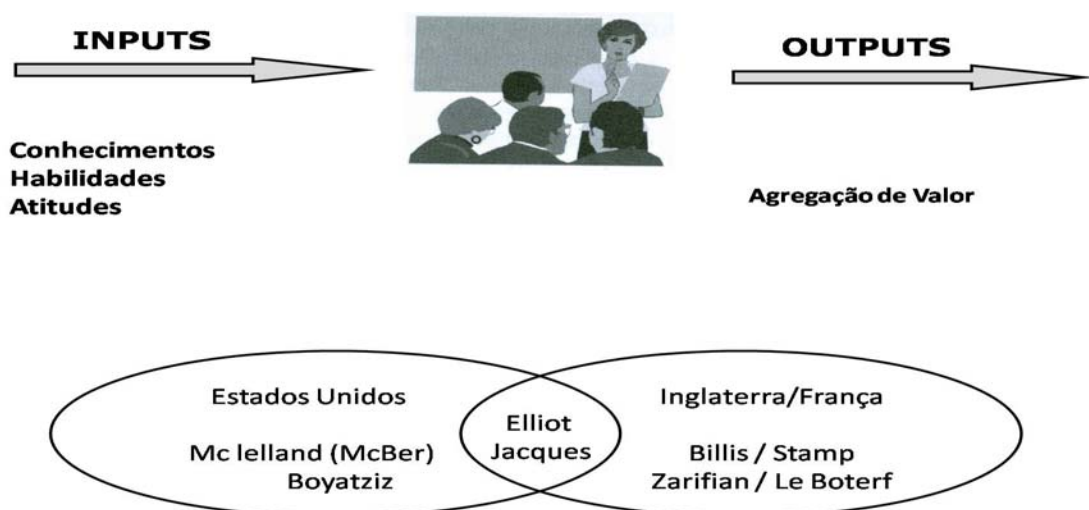 INPUTS
OUTPUTS
Conhecimentos
Habilidades
Atitudes
Agregação de Valor
Estados Unidos
Mc lelland (McBer)
Boyatziz
Elliot
Jacques
Inglaterra/França
Billis / Stamp
Zarifian / Le Boterf